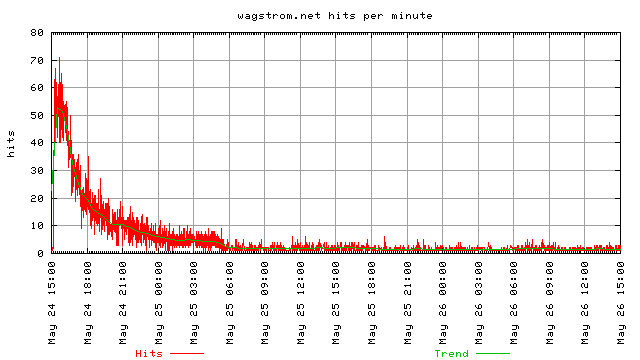 wagstrom.net hits per minute
80
70
60
50
40
30
20
10
0
hits
May 24 15:00
May 24 18:00
May 24 21:00
May 25 00:00
May 25 03:00
May 25 06:00
May 25 09:00
May 25 12:00
May 25 15:00
May 25 18:00
May 25 21:00
May 26 00:00
May 26 03:00
May 26 06:00
May 26 09:00
May 26 12:00
May 26 15:00
Hits
Trend